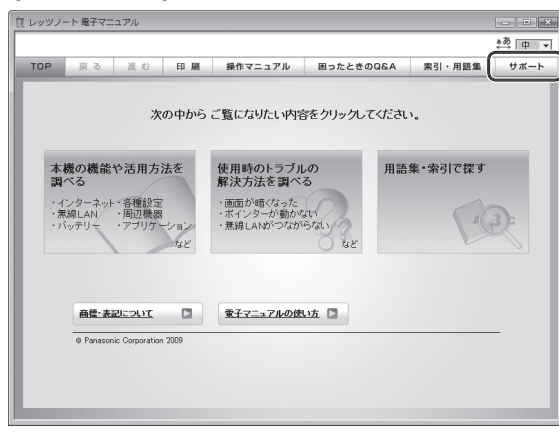 レッツノート 電子マニュアル
あ あ 中
TOP 戻る 進む 印刷 操作マニュアル 困ったときのQ&A 索引・用語集 サポート
次の中から ご覧になりたい内容をクリックしてください。
本機の機能や活用方法を
調べる
・インターネット・各種設定
・無線LAN ・周辺機器
・バッテリー ・アプリケーション
など
使用時のトラブルの
解決方法を調べる
・画面が暗くなった
・ポインターが動かない
・無線LANがつながらない
など
用語集・索引で探す
A B C
商標・表記について
電子マニュアルの使い方
© Panasonic Corporation 2009